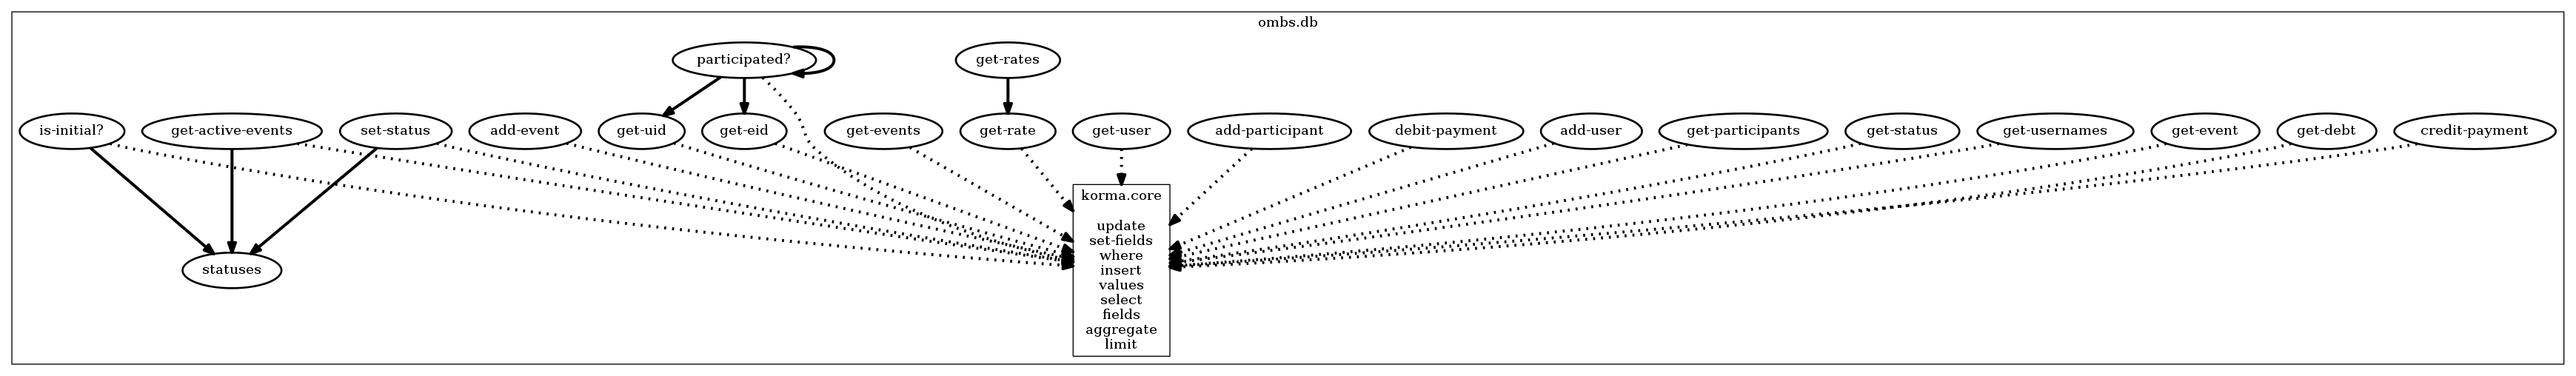 ombs.db
participated?
get-rates
is-initial?
get-active-events
set-status
add-event
get-uid
get-eid
get-events
get-rate
get-user
add-participant
debit-payment
add-user
get-participants
get-status
get-usernames
get-event
get-debt
credit-payment
korma.core
update
set-fields
where
insert
values
select
fields
aggregate
limit
statuses